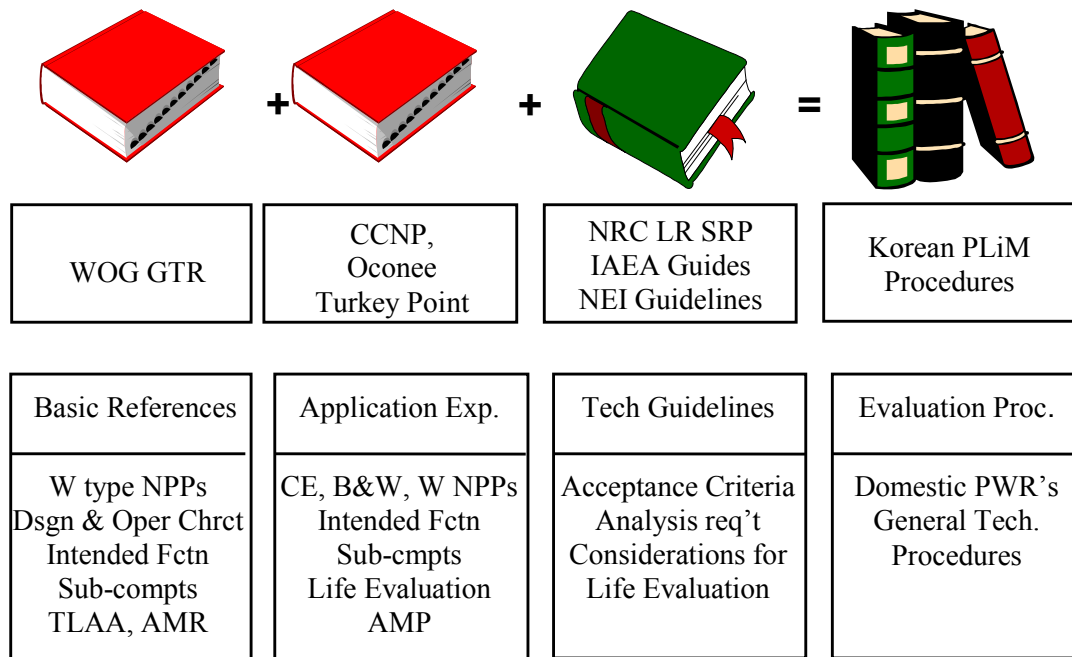 + + =
WOG GTR
CCNP,
Oconee
Turkey Point
NRC LR SRP
IAEA Guides
NEI Guidelines
Korean PLiM
Procedures
Basic References
W type NPPs
Dsgn & Oper Chrct
Intended Fctn
Sub-compts
TLAA, AMR
Application Exp.
CE, B&W, W NPPs
Intended Fctn
Sub-cmpts
Life Evaluation
AMP
Tech Guidelines
Acceptance Criteria
Analysis req’t
Considerations for
Life Evaluation
Evaluation Proc.
Domestic PWR’s
General Tech.
Procedures